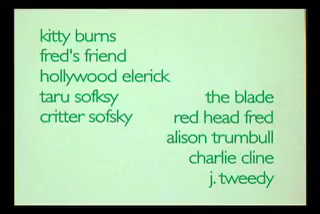 kitty burns
fred's friend
hollywood elerick
taru sofksy
critter sofsky
the blade
red head fred
alison trumbull
charlie cline
j. tweedy